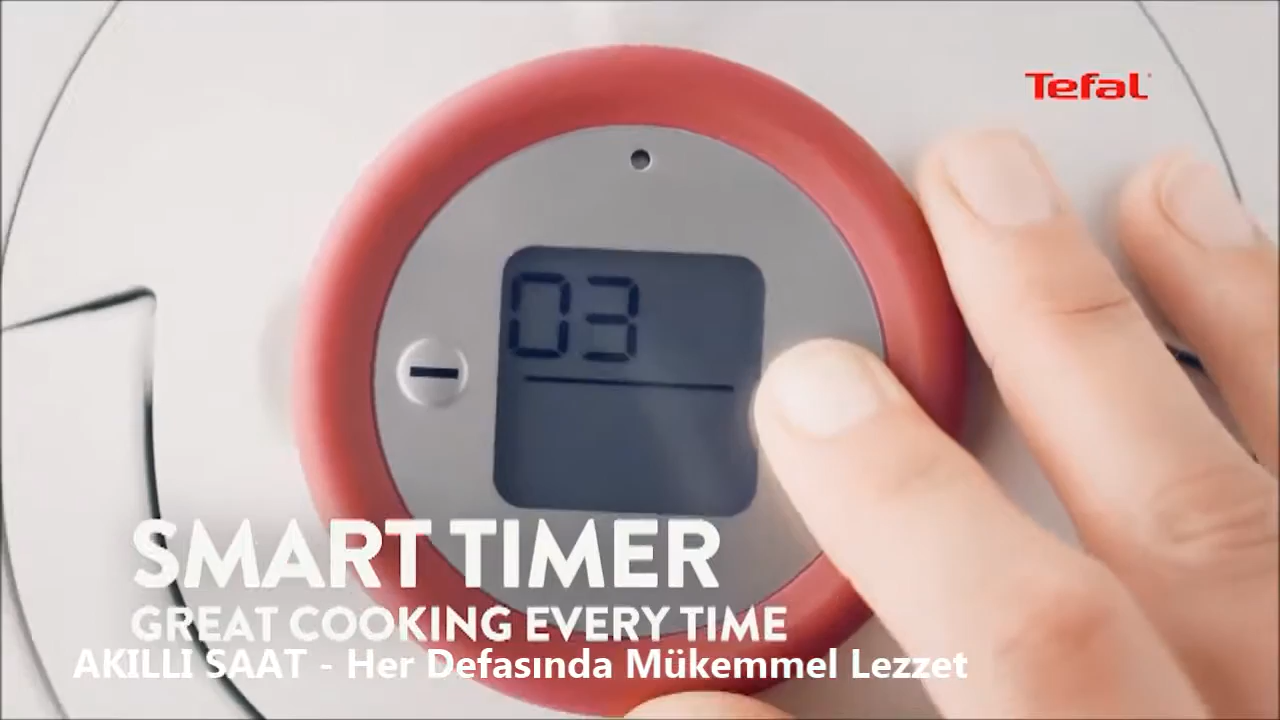 Tefal
03
SMART TIMER
GREAT COOKING EVERY TIME
AKILLI SAAT - Her Defasında Mükemmel Lezzet